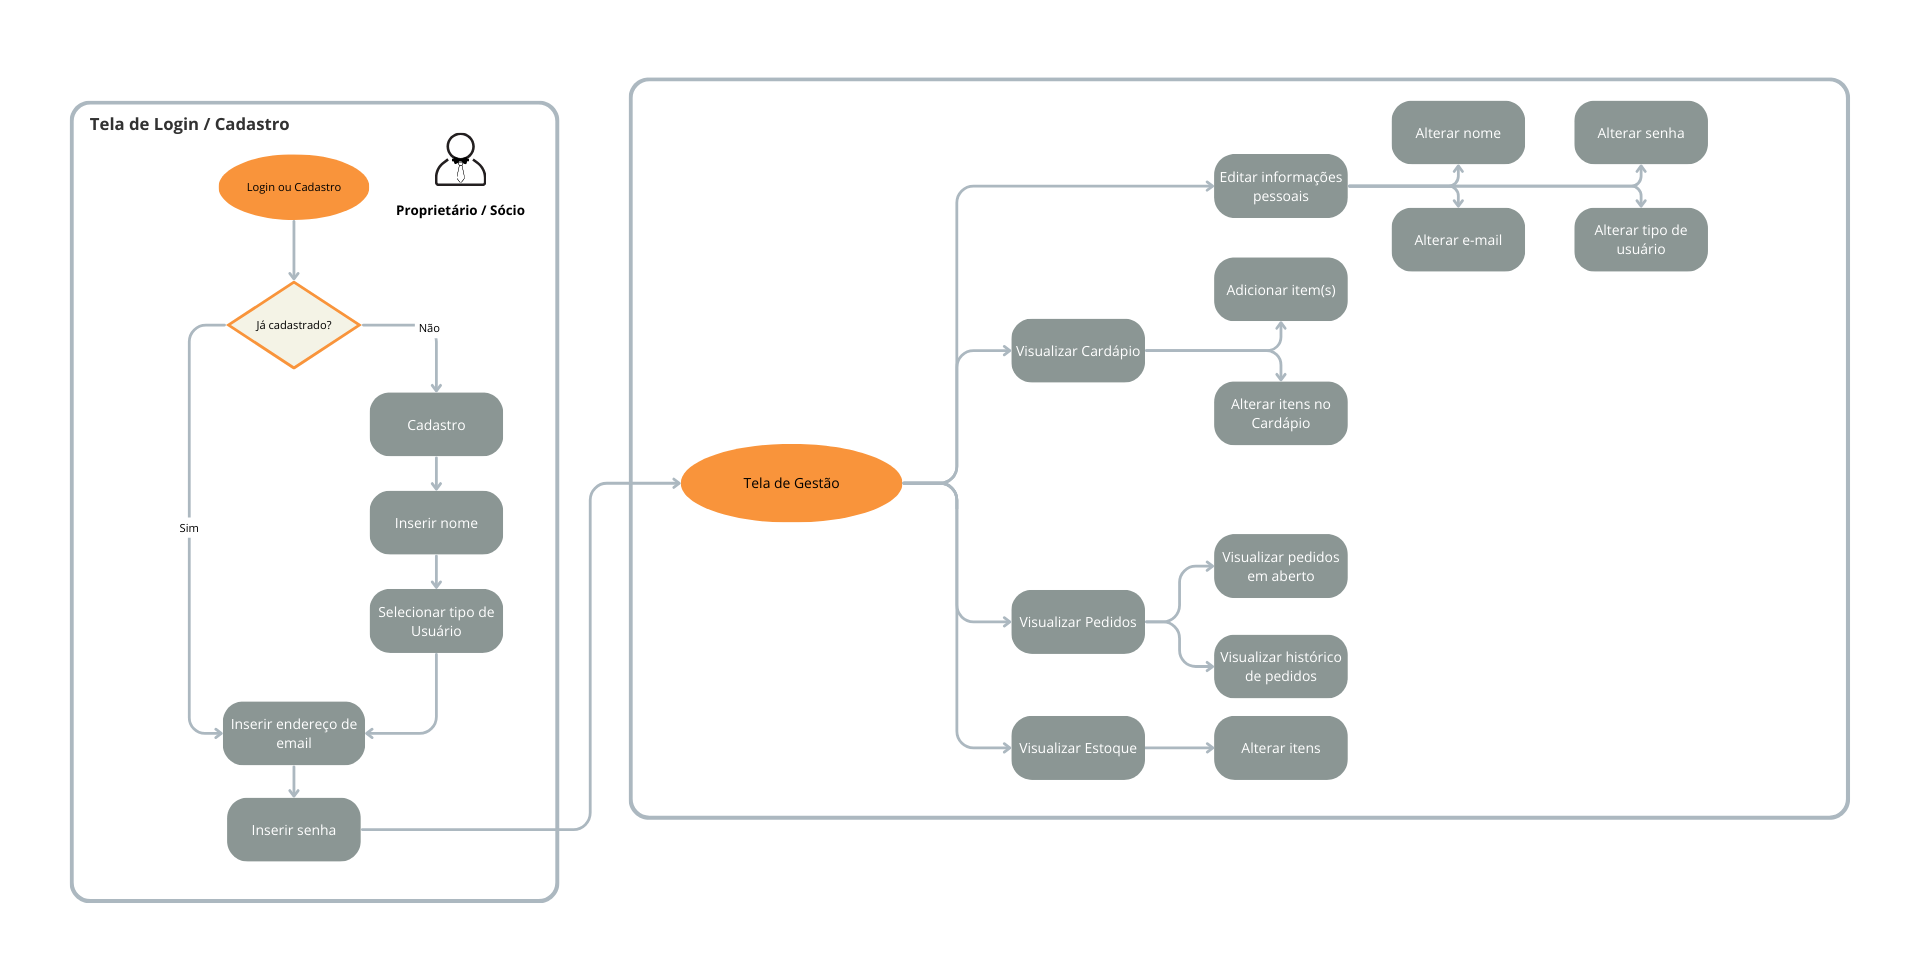 Tela de Login / Cadastro
Login ou Cadastro
Proprietário / Sócio
Já cadastrado?
Não
Cadastro
Inserir nome
Sim
Selecionar tipo de
Usuário
Inserir endereço de
email
Inserir senha
Tela de Gestão
Editar informações
pessoais
Alterar nome
Alterar senha
Alterar e-mail
Alterar tipo de
usuário
Visualizar Cardápio
Adicionar item(s)
Alterar itens no
Cardápio
Visualizar Pedidos
Visualizar pedidos
em aberto
Visualizar histórico
de pedidos
Visualizar Estoque
Alterar itens